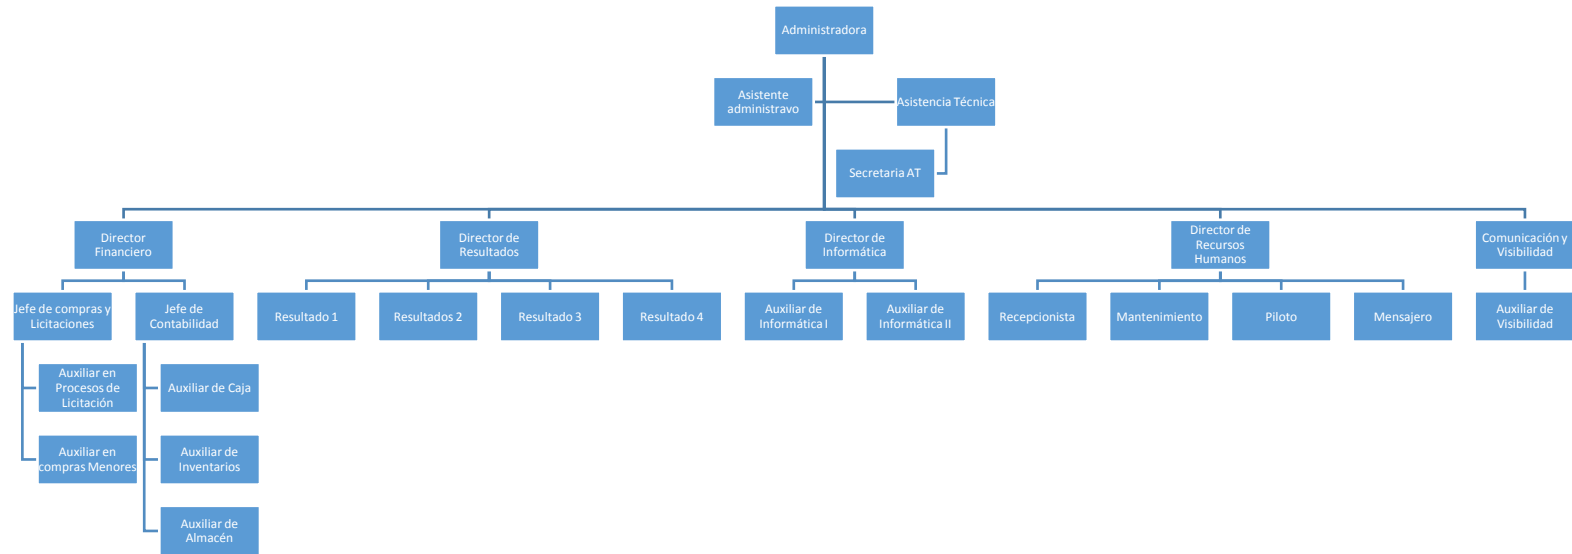 Administradora
Asistente
administravo
Asistencia Técnica
Secretaria AT
Director
Financiero
Director de
Resultados
Director de
Informática
Director de
Recursos
Humanos
Comunicación y
Visibilidad
Jefe de compras y
Licitaciones
Jefe de
Contabilidad
Resultado 1
Resultados 2
Resultado 3
Resultado 4
Auxiliar de
Informática I
Auxiliar de
Informática II
Recepcionista
Mantenimiento
Piloto
Mensajero
Auxiliar de
Visibilidad
Auxiliar en
Procesos de
Licitación
Auxiliar de Caja
Auxiliar en
compras Menores
Auxiliar de
Inventarios
Auxiliar de
Almacén